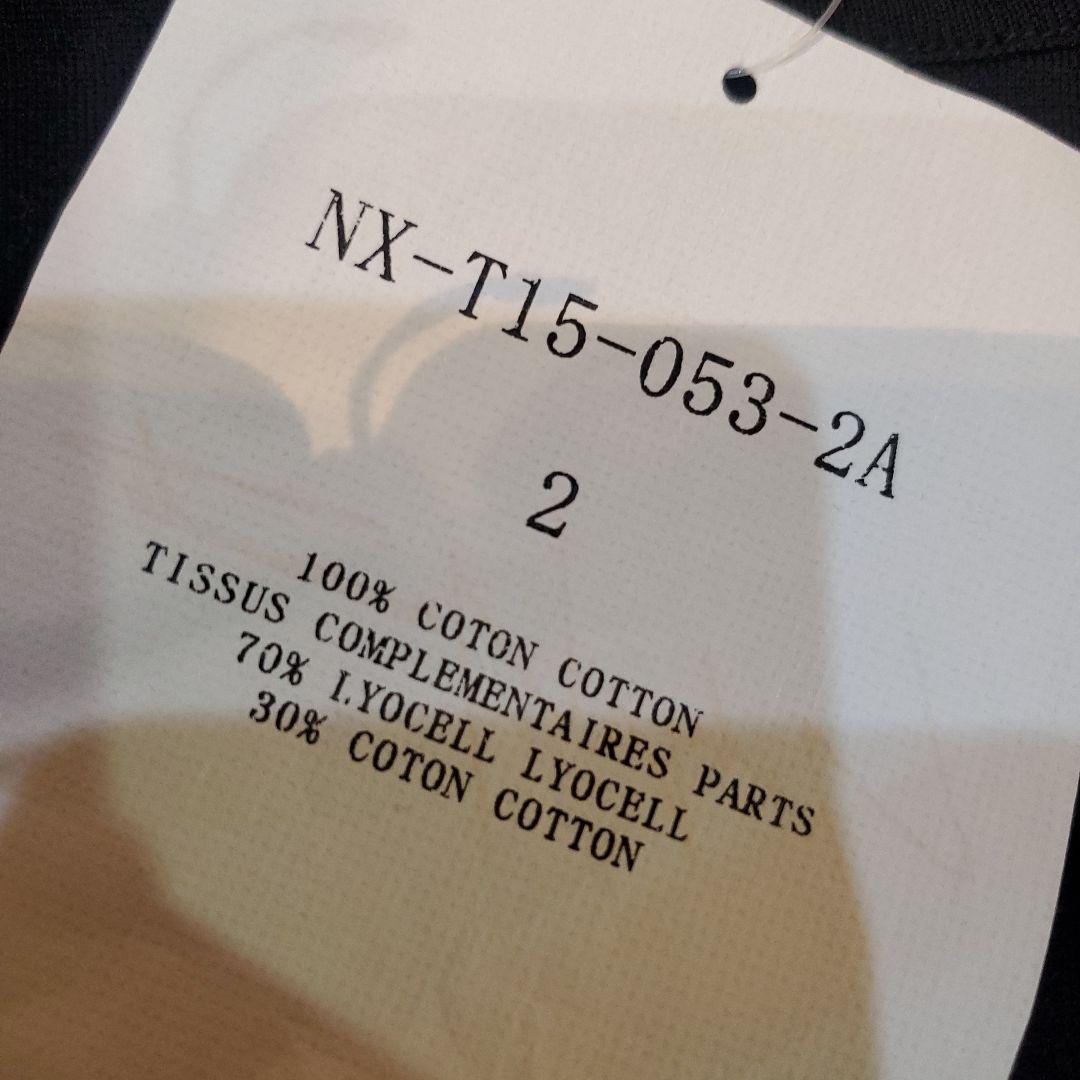 NX-T15-053-2A
2
100% COTON COTTON
TISSUS COMPLEMENTAIRES PARTS
70% LYOCELL LYOCELL
30% COTON COTTON